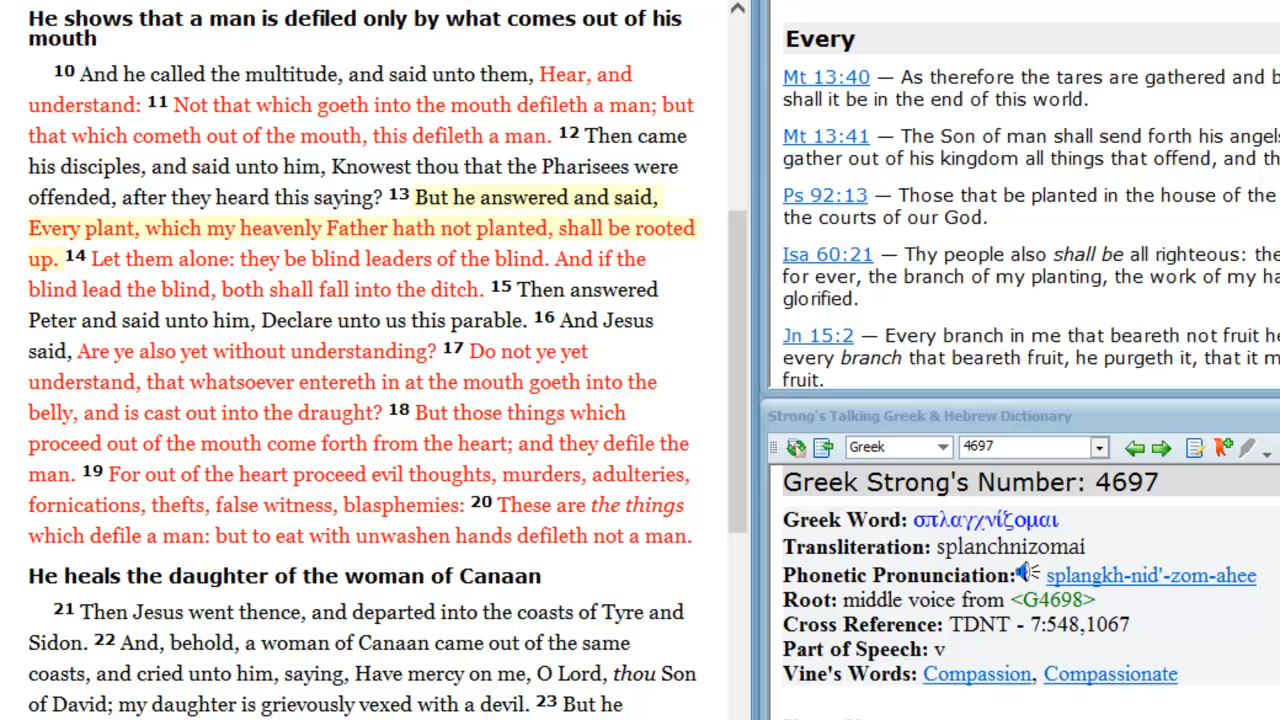 He shows that a man is defiled only by what comes out of his
mouth
10 And he called the multitude, and said unto them, Hear, and
understand: 11 Not that which goeth into the mouth defileth a man; but
that which cometh out of the mouth, this defileth a man. 12 Then came
his disciples, and said unto him, Knowest thou that the Pharisees were
offended, after they heard this saying? 13 But he answered and said,
Every plant, which my heavenly Father hath not planted, shall be rooted
up. 14 Let them alone: they be blind leaders of the blind. And if the
blind lead the blind, both shall fall into the ditch. 15 Then answered
Peter and said unto him, Declare unto us this parable. 16 And Jesus
said, Are ye also yet without understanding? 17 Do not ye yet
understand, that whatsoever entereth in at the mouth goeth into the
belly, and is cast out into the draught? 18 But those things which
proceed out of the mouth come forth from the heart; and they defile the
man. 19 For out of the heart proceed evil thoughts, murders, adulteries,
fornications, thefts, false witness, blasphemies: 20 These are the things
which defile a man: but to eat with unwashen hands defileth not a man.
He heals the daughter of the woman of Canaan
21 Then Jesus went thence, and departed into the coasts of Tyre and
Sidon. 22 And, behold, a woman of Canaan came out of the same
coasts, and cried unto him, saying, Have mercy on me, O Lord, thou Son
of David; my daughter is grievously vexed with a devil. 23 But he
Every
Mt 13:40 — As therefore the tares are gathered and b
shall it be in the end of this world.
Mt 13:41 — The Son of man shall send forth his angels
gather out of his kingdom all things that offend, and th
Ps 92:13 — Those that be planted in the house of the
the courts of our God.
Isa 60:21 — Thy people also shall be all righteous: the
for ever, the branch of my planting, the work of my ha
glorified.
Jn 15:2 — Every branch in me that beareth not fruit he
every branch that beareth fruit, he purgeth it, that it m
fruit.
Strong's Talking Greek & Hebrew Dictionary
Greek 4697
Greek Strong's Number: 4697
Greek Word: σπλαγχνίζομαι
Transliteration: splanchnizomai
Phonetic Pronunciation: splangkh-nid'-zom-ahee
Root: middle voice from <G4698>
Cross Reference: TDNT - 7:548,1067
Part of Speech: v
Vine's Words: Compassion, Compassionate